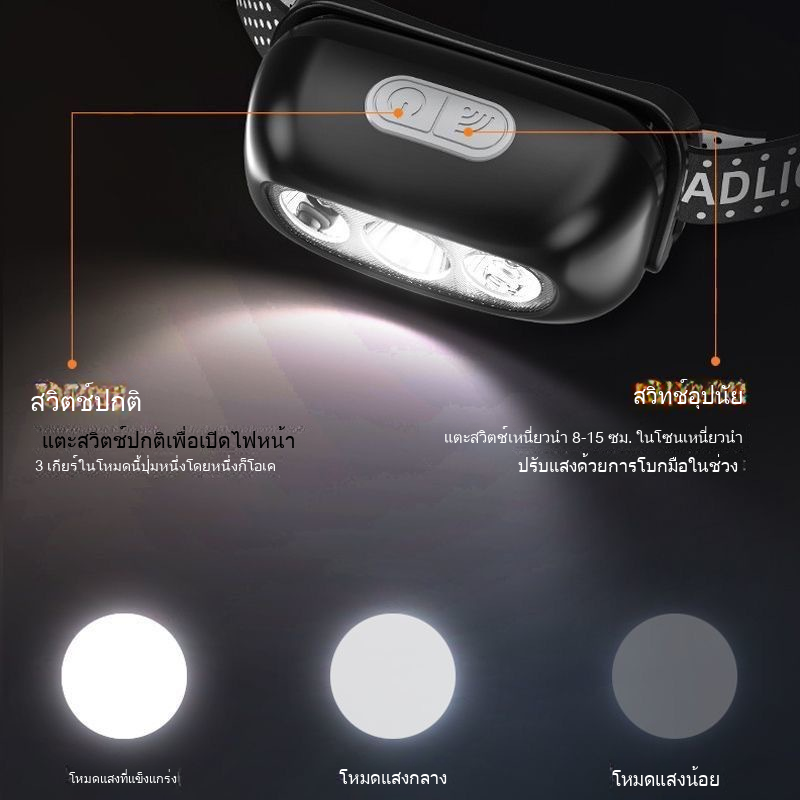 ADLIG
สวิตช์ปกติ
แตะสวิตช์ปกติเพื่อเปิดไฟหน้า
3 เกียร์ในโหมดนี้ปุ่มหนึ่งโดยหนึ่งก็โอเค
สวิทช์อุปนัย
แตะสวิตช์เหนี่ยวนำ 8-15 ซม. ในโซนเหนี่ยวนำ
ปรับแสงด้วยการโบกมือในช่วง
โหมดแสงที่แข็งแกร่ง
โหมดแสงกลาง
โหมดแสงน้อย